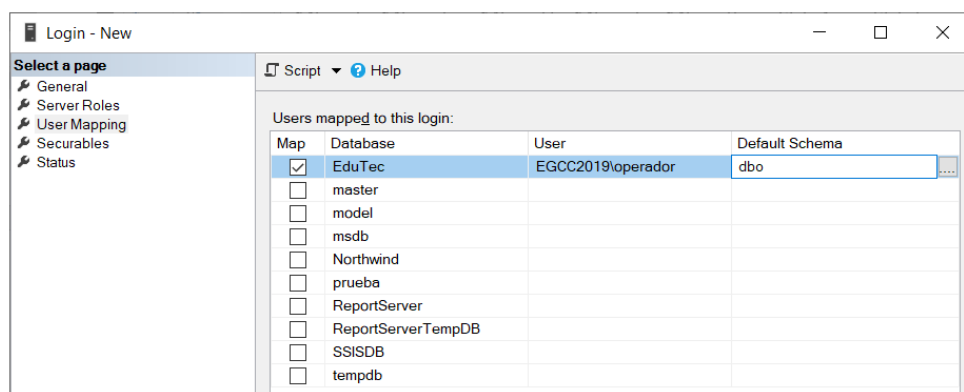 Login - New
Select a page
General
Server Roles
User Mapping
Securables
Status
Script Help
Users mapped to this login:
Map Database User Default Schema
EduTec EGCC2019\operador dbo ...
master
model
msdb
Northwind
prueba
ReportServer
ReportServerTempDB
SSISDB
tempdb